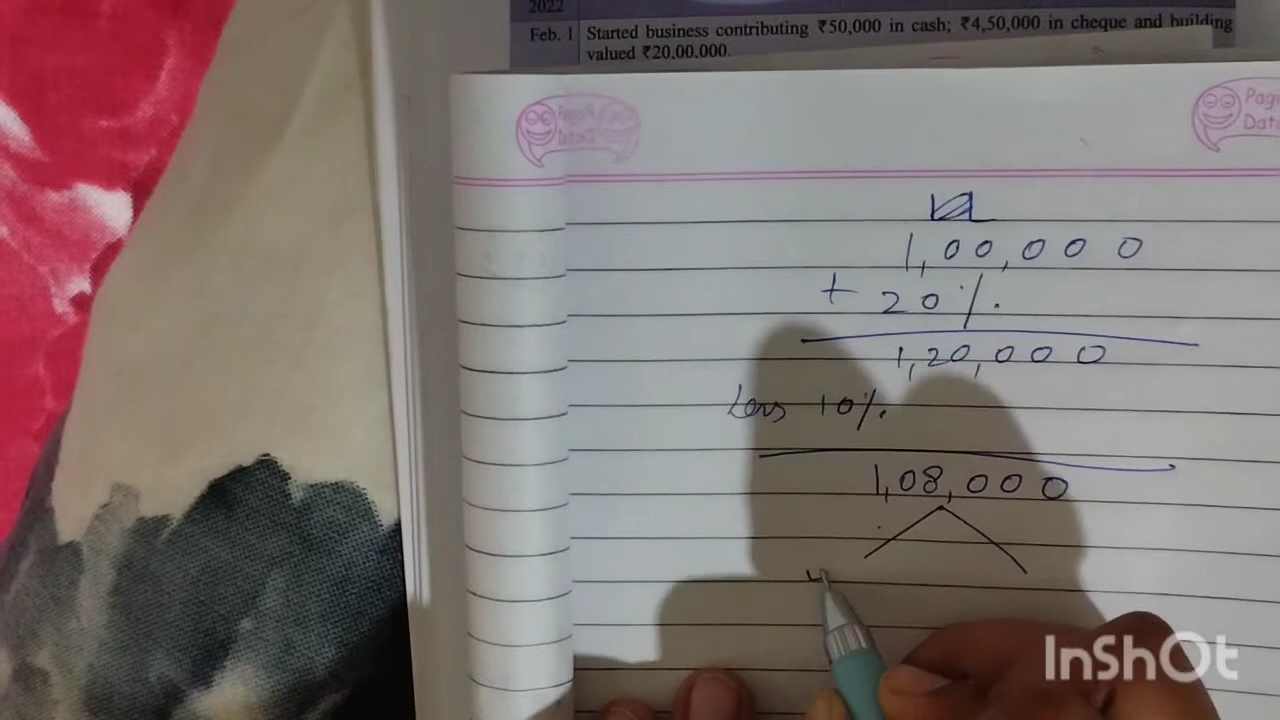 2022
Feb. 1 Started business contributing ₹50,000 in cash; ₹4,50,000 in cheque and building
valued ₹20,00,000.
Page
Date
1,00,000
+ 20%.
1,20,000
Less 10%.
1,08,000
InShOt